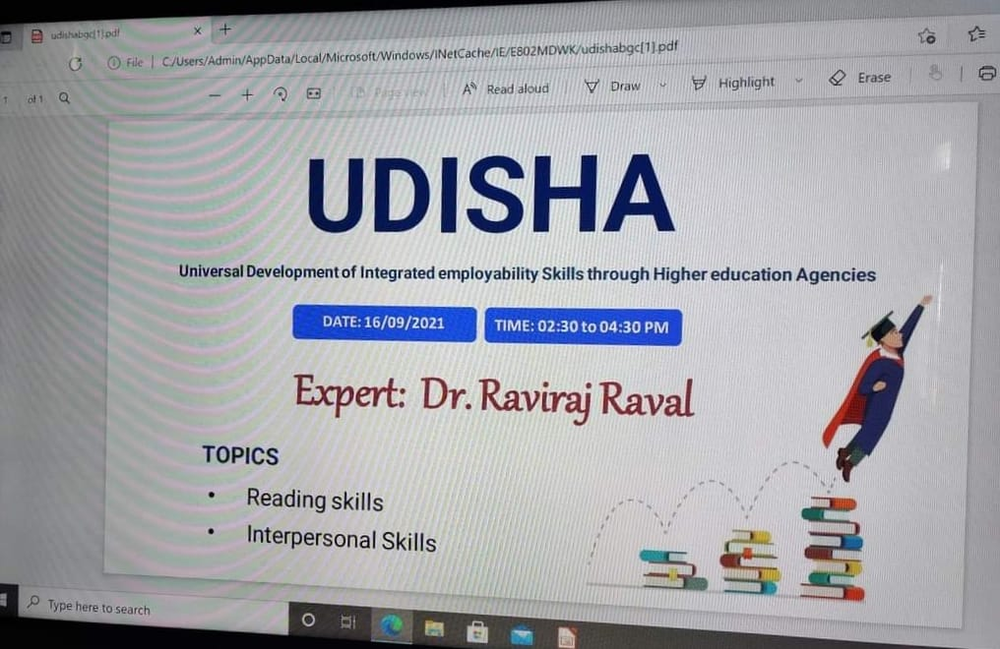 udishabgc[1].pdf
File | C:/Users/Admin/AppData/Local/Microsoft/Windows/INetCache/IE/E802MDWK/udishabgc[1].pdf
1 of 1 Page view Read aloud Draw Highlight Erase
UDISHA
Universal Development of Integrated employability Skills through Higher education Agencies
DATE: 16/09/2021 TIME: 02:30 to 04:30 PM
Expert: Dr. Raviraj Raval
TOPICS
• Reading skills
• Interpersonal Skills
Type here to search